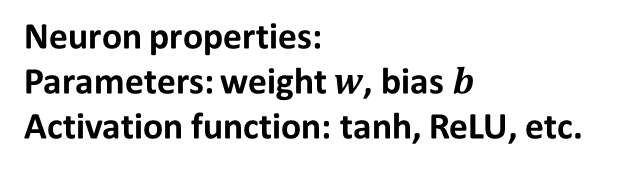 Neuron properties:
Parameters: weight w, bias b
Activation function: tanh, ReLU, etc.